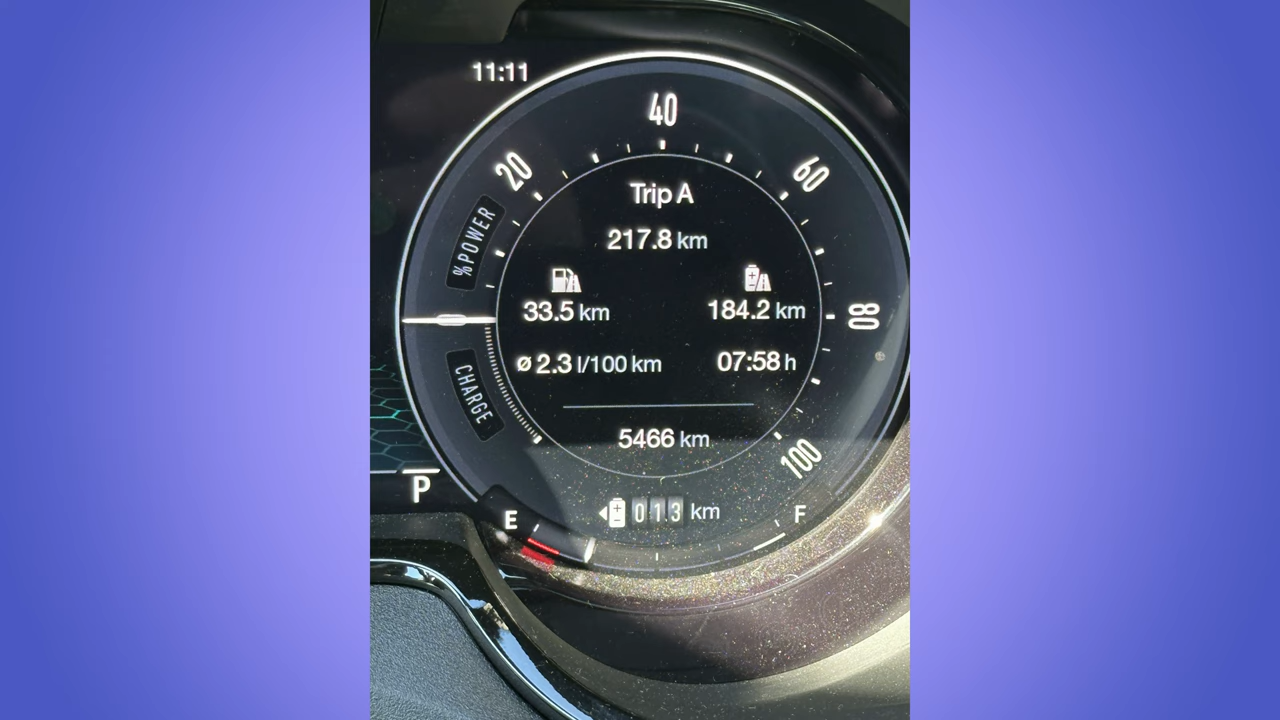 11:11
40
20
60
Trip A
% POWER
217.8 km
33.5 km
184.2 km
80
ø 2.3 l/100 km
07:58 h
CHARGE
5466 km
100
P
E
013 km
F